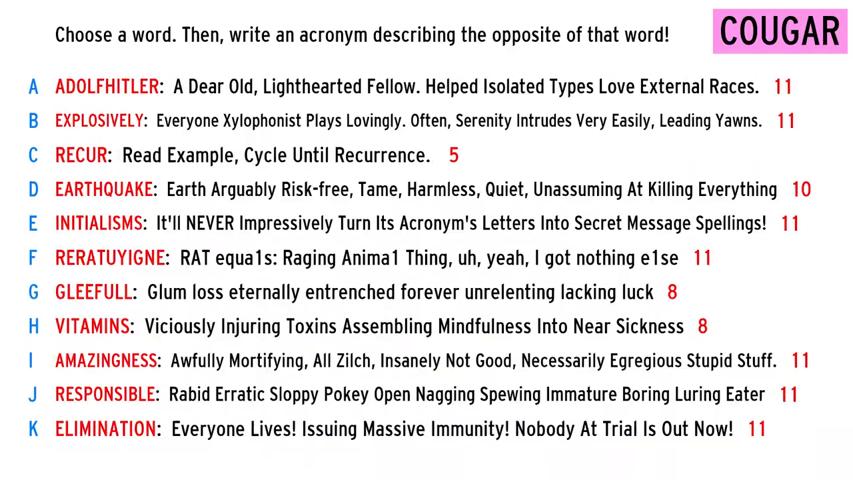 Choose a word. Then, write an acronym describing the opposite of that word!
COUGAR
A ADOLFHITLER: A Dear Old, Lighthearted Fellow. Helped Isolated Types Love External Races. 11
B EXPLOSIVELY: Everyone Xylophonist Plays Lovingly. Often, Serenity Intrudes Very Easily, Leading Yawns. 11
C RECUR: Read Example, Cycle Until Recurrence. 5
D EARTHQUAKE: Earth Arguably Risk-free, Tame, Harmless, Quiet, Unassuming At Killing Everything 10
E INITIALISMS: It'll NEVER Impressively Turn Its Acronym's Letters Into Secret Message Spellings! 11
F RERATUYIGNE: RAT equa1s: Raging Anima1 Thing, uh, yeah, I got nothing e1se 11
G GLEEFULL: Glum loss eternally entrenched forever unrelenting lacking luck 8
H VITAMINS: Viciously Injuring Toxins Assembling Mindfulness Into Near Sickness 8
I AMAZINGNESS: Awfully Mortifying, All Zilch, Insanely Not Good, Necessarily Egregious Stupid Stuff. 11
J RESPONSIBLE: Rabid Erratic Sloppy Pokey Open Nagging Spewing Immature Boring Luring Eater 11
K ELIMINATION: Everyone Lives! Issuing Massive Immunity! Nobody At Trial Is Out Now! 11